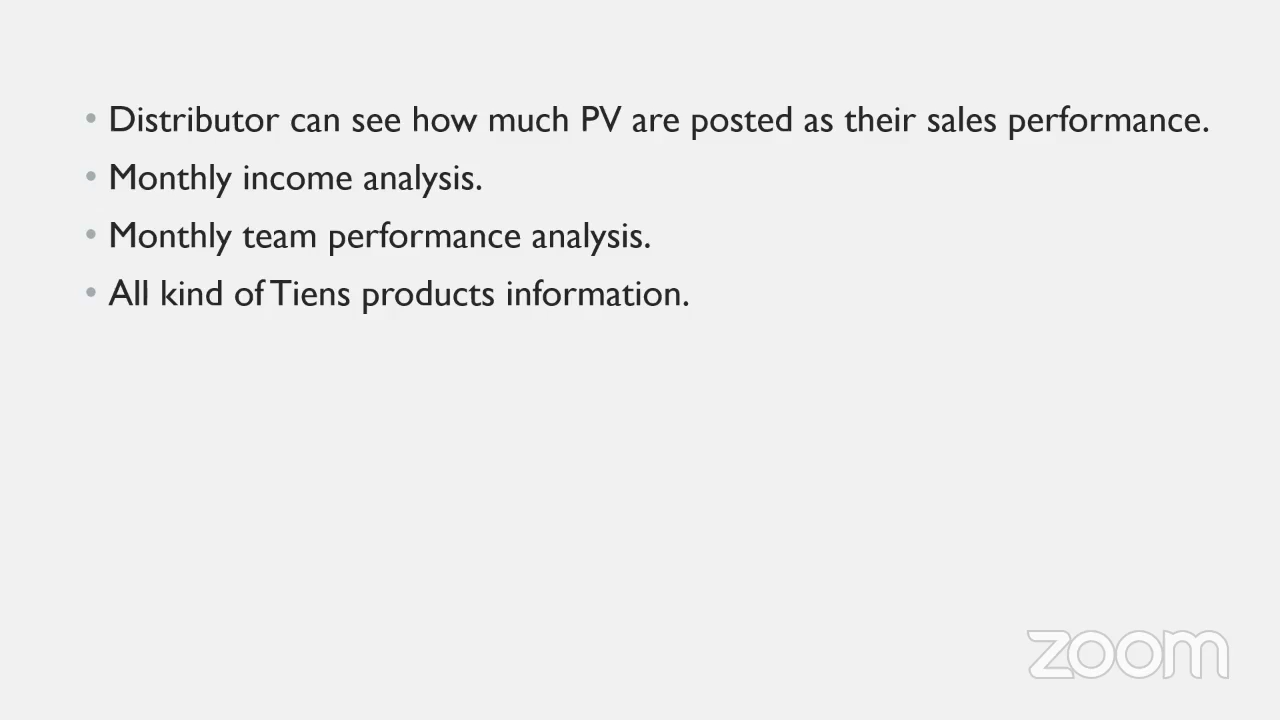 • Distributor can see how much PV are posted as their sales performance.
• Monthly income analysis.
• Monthly team performance analysis.
• All kind of Tiens products information.
zoom